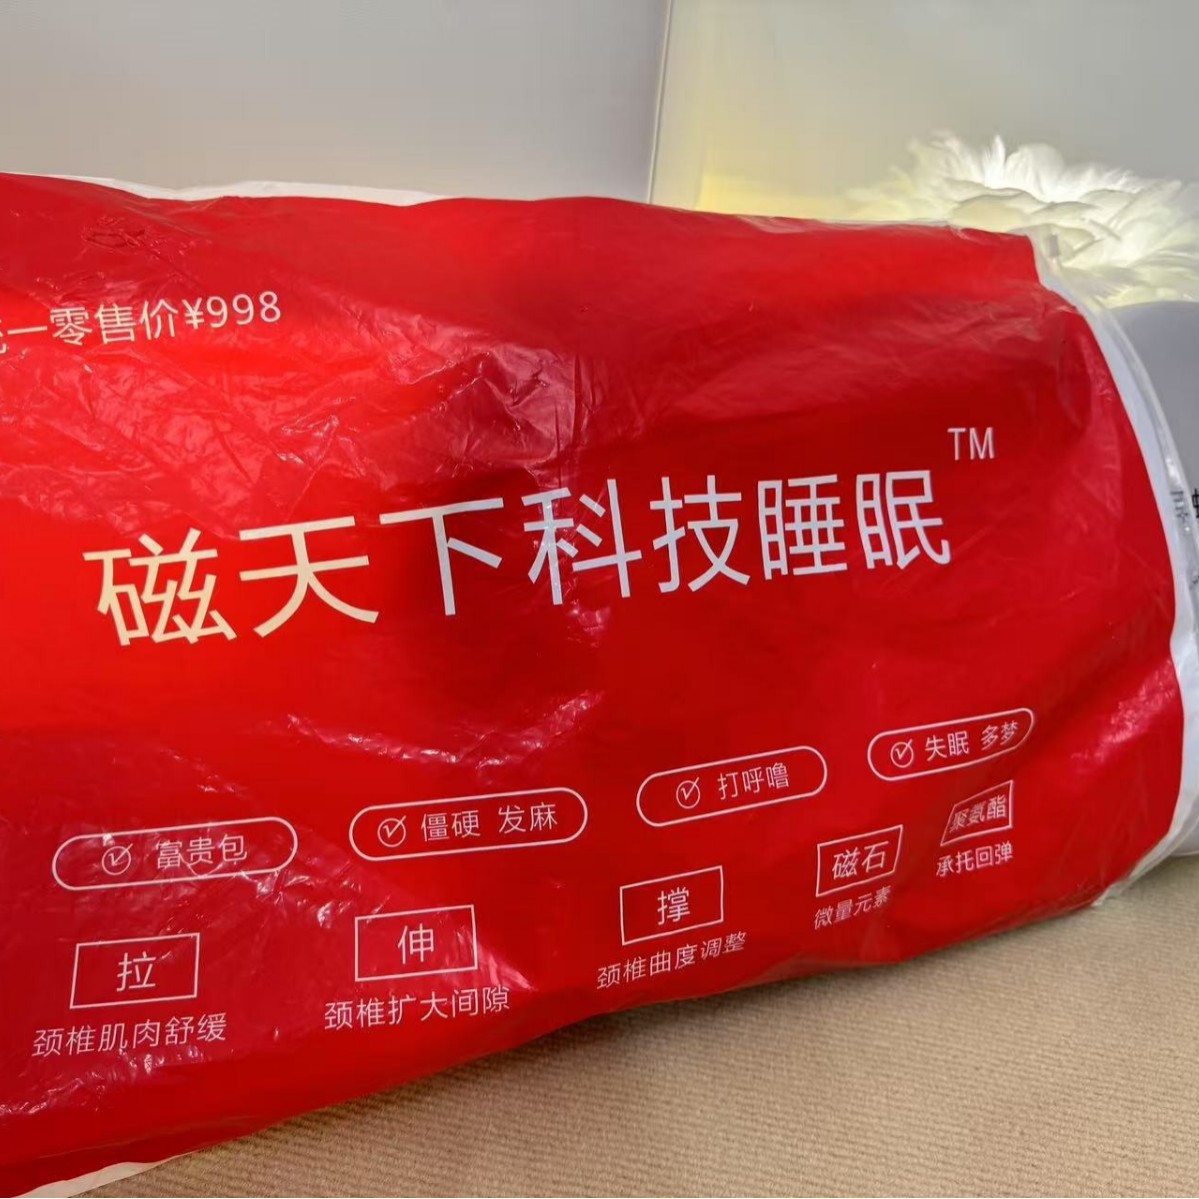 一零售价¥998
磁天下科技睡眠 TM
富贵包
僵硬 发麻
打呼噜
失眠 多梦
拉
颈椎肌肉舒缓
伸
颈椎扩大间隙
撑
颈椎曲度调整
磁石
微量元素
聚氨酯
承托回弹